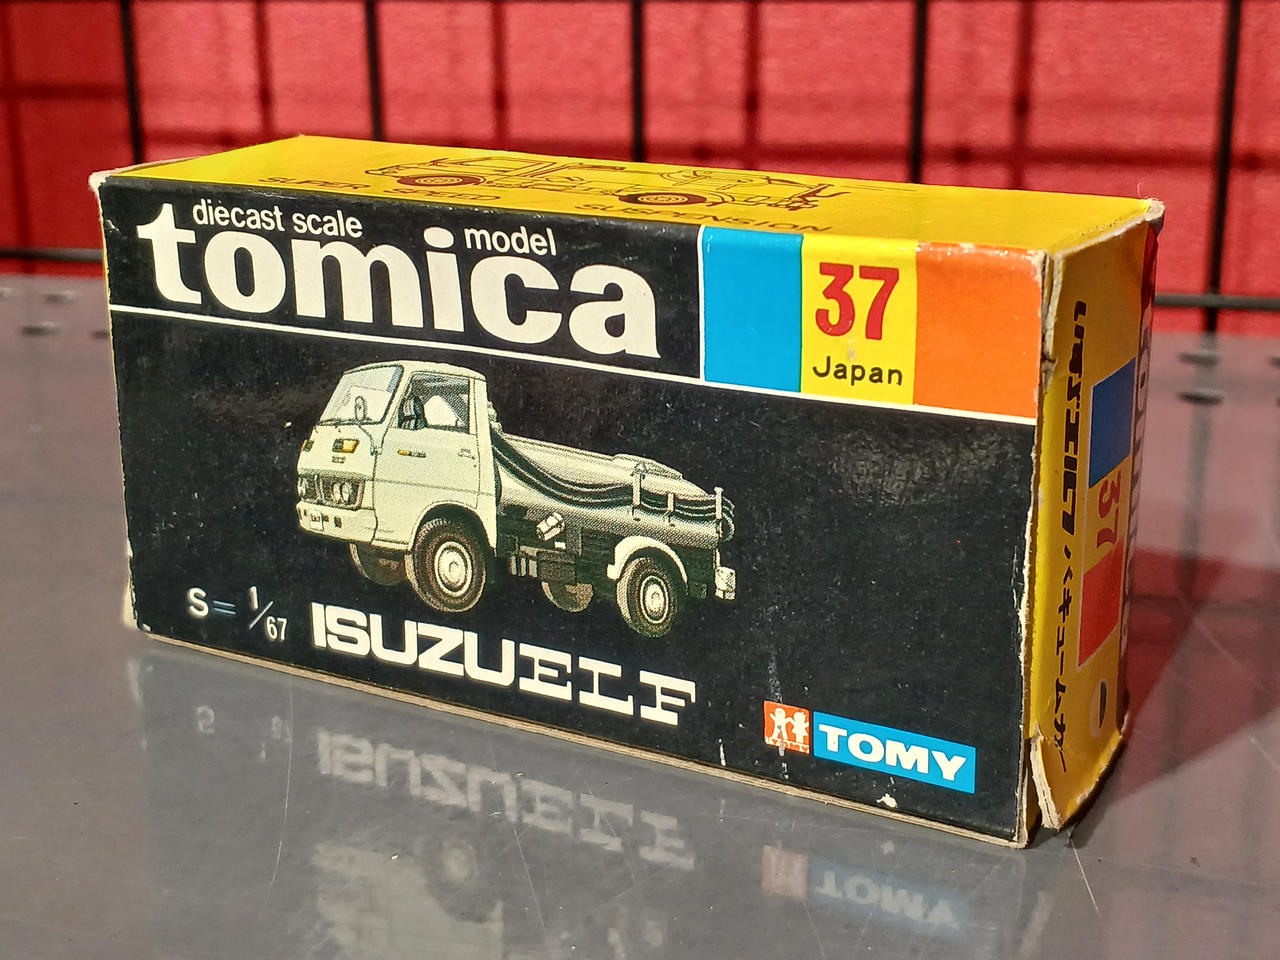 diecast scale
model
tomica
37
Japan
S= 1/67
ISUZUELF
TOMY
SUPER SPEED SUSPENSION
いすゞエルフ バキュームカー
37